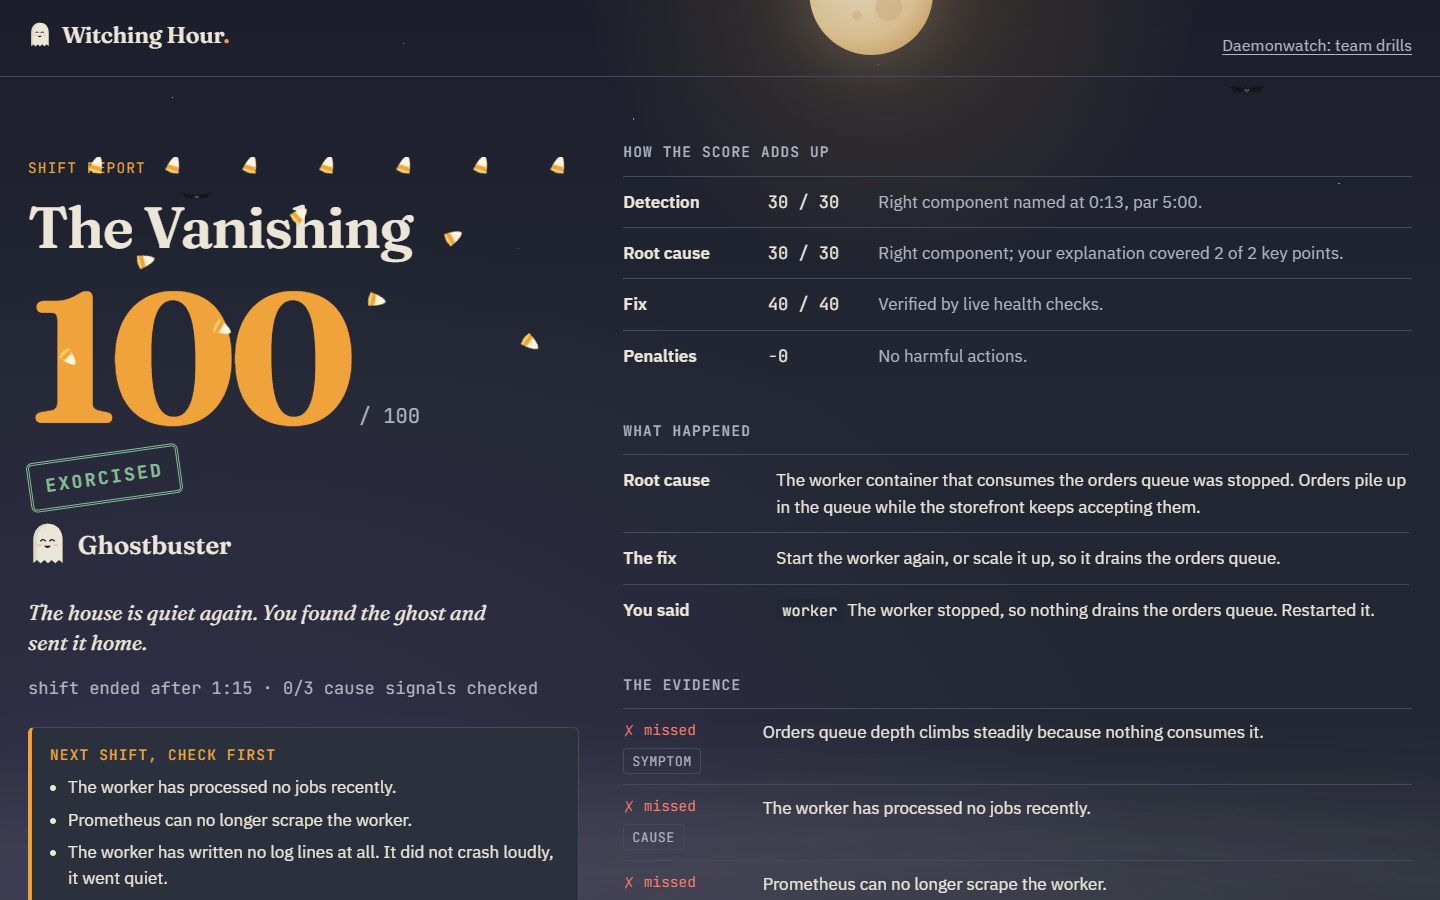 Witching Hour.
Daemonwatch: team drills
SHIFT REPORT
The Vanishing
100 / 100
EXORCISED
Ghostbuster
The house is quiet again. You found the ghost and
sent it home.
shift ended after 1:15 · 0/3 cause signals checked
NEXT SHIFT, CHECK FIRST
• The worker has processed no jobs recently.
• Prometheus can no longer scrape the worker.
• The worker has written no log lines at all. It did not crash loudly,
it went quiet.
HOW THE SCORE ADDS UP
Detection 30 / 30 Right component named at 0:13, par 5:00.
Root cause 30 / 30 Right component; your explanation covered 2 of 2 key points.
Fix 40 / 40 Verified by live health checks.
Penalties -0 No harmful actions.
WHAT HAPPENED
Root cause The worker container that consumes the orders queue was stopped. Orders pile up
in the queue while the storefront keeps accepting them.
The fix Start the worker again, or scale it up, so it drains the orders queue.
You said worker The worker stopped, so nothing drains the orders queue. Restarted it.
THE EVIDENCE
✗ missed Orders queue depth climbs steadily because nothing consumes it.
SYMPTOM
✗ missed The worker has processed no jobs recently.
CAUSE
✗ missed Prometheus can no longer scrape the worker.